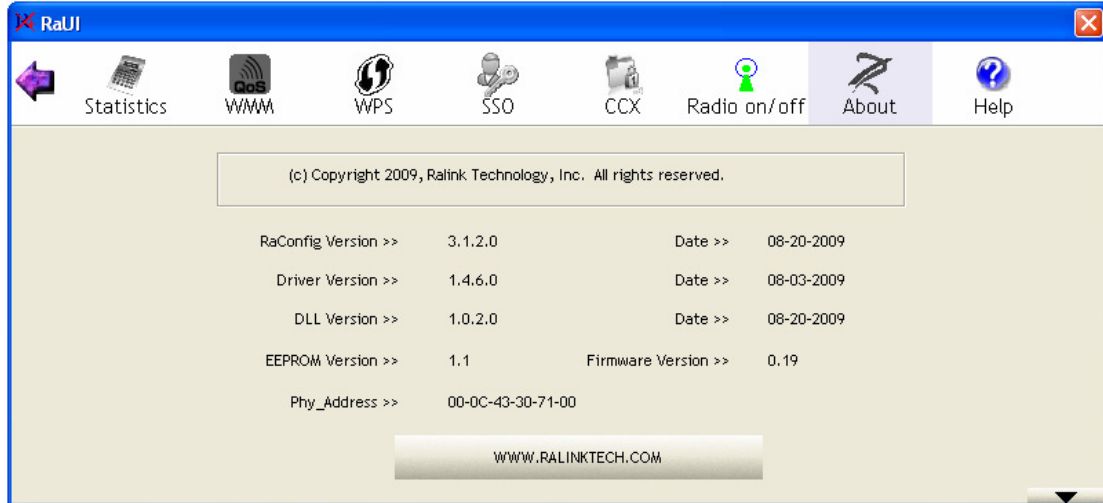 RaUI
Statistics
QoS
WMM
WPS
SSO
CCX
Radio on/off
About
Help
(c) Copyright 2009, Ralink Technology, Inc. All rights reserved.
RaConfig Version >> 3.1.2.0 Date >> 08-20-2009
Driver Version >> 1.4.6.0 Date >> 08-03-2009
DLL Version >> 1.0.2.0 Date >> 08-20-2009
EEPROM Version >> 1.1 Firmware Version >> 0.19
Phy_Address >> 00-0C-43-30-71-00
WWW.RALINKTECH.COM